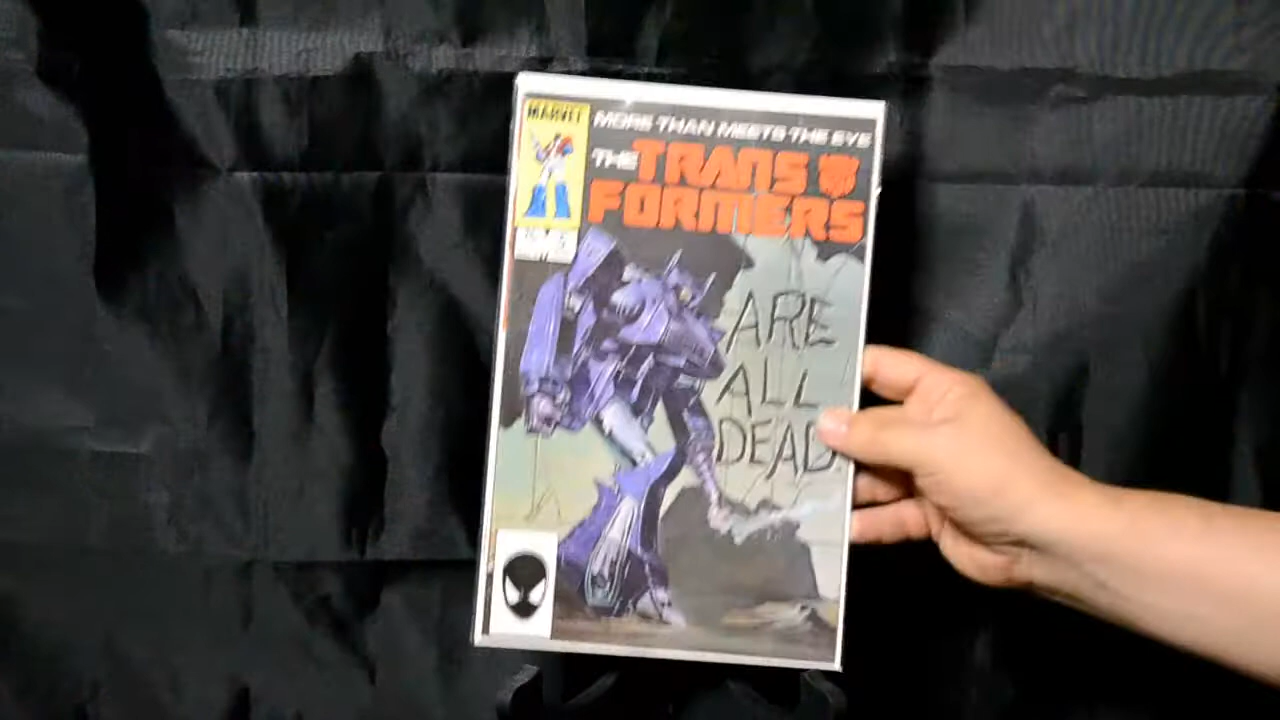 MARVEL
MORE THAN MEETS THE EYE
THE TRANS
FORMERS
ARE
ALL
DEAD